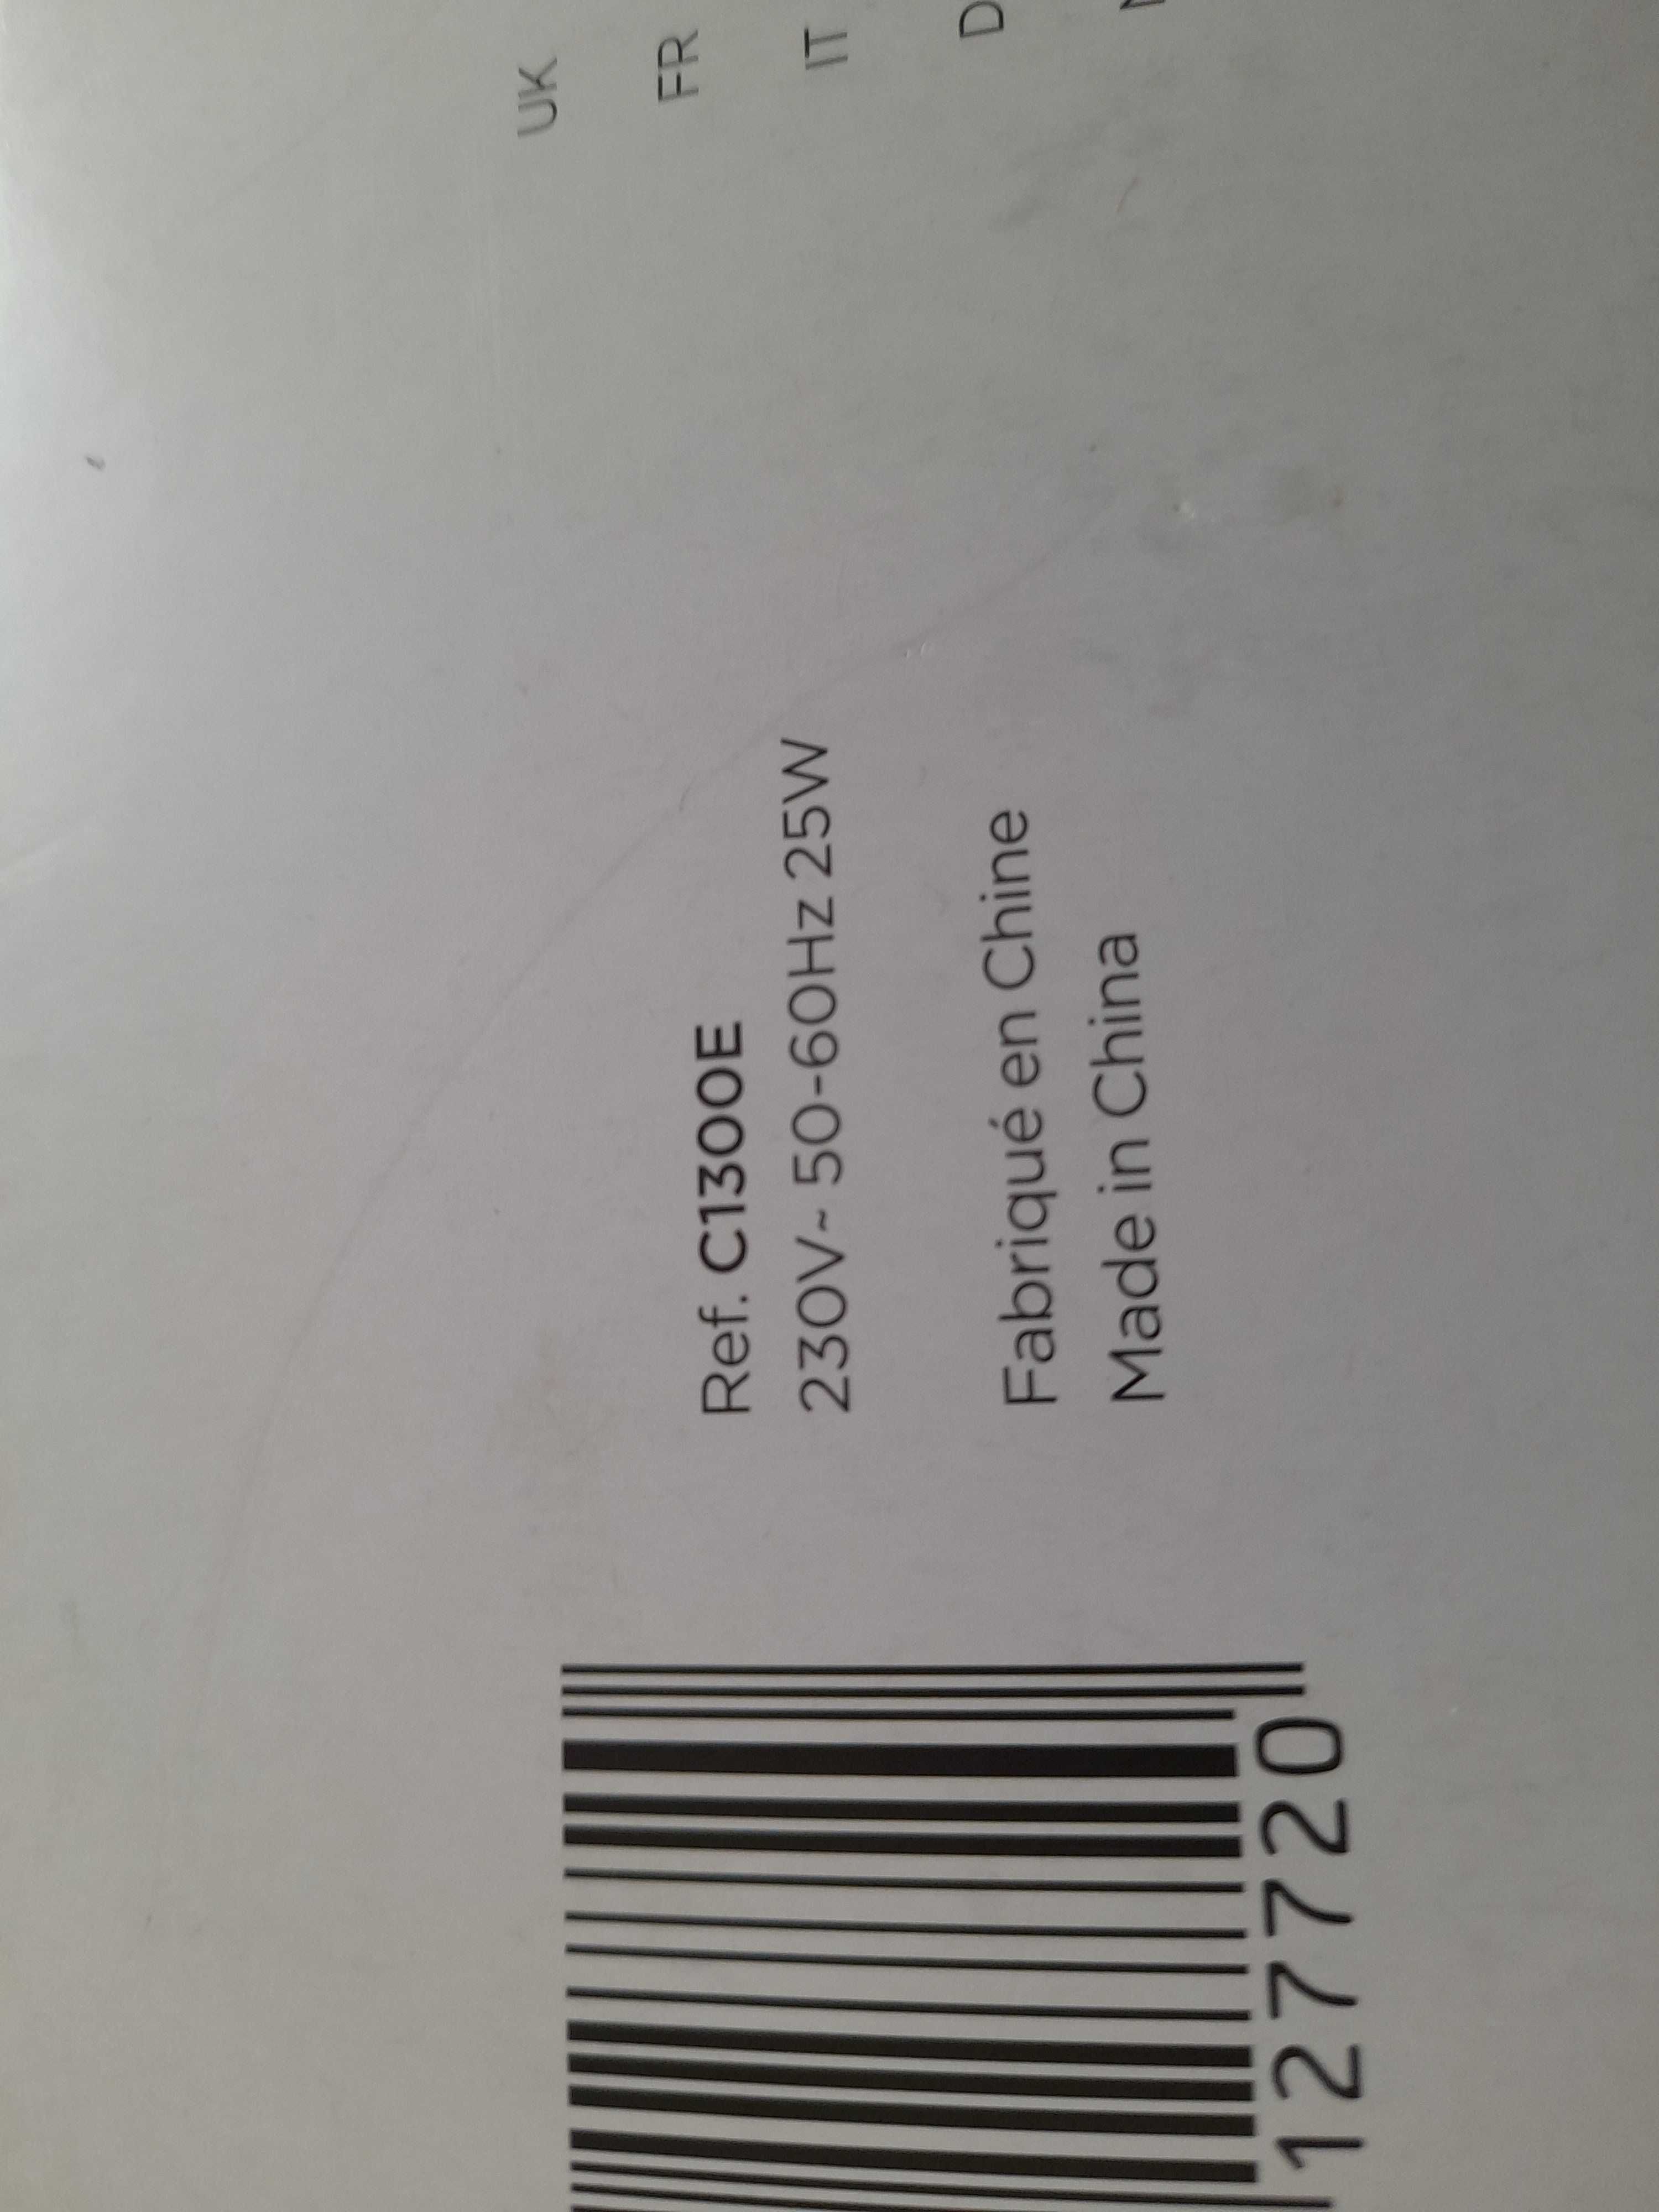 Ref. C1300E
230V~ 50-60Hz 25W
Fabriqué en Chine
Made in China
127720
UK
FR
IT